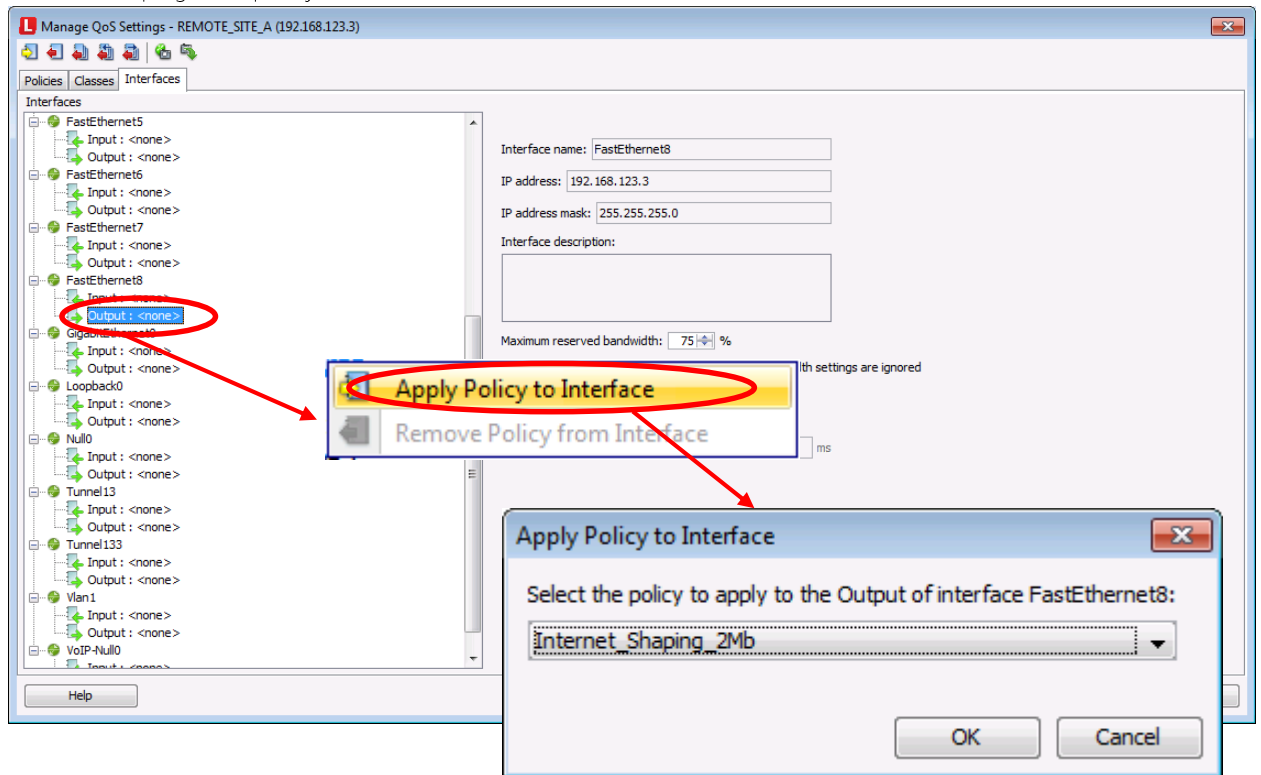 Manage QoS Settings - REMOTE_SITE_A (192.168.123.3)
Policies Classes Interfaces
Interfaces
FastEthernet5
Input : <none>
Output : <none>
FastEthernet6
Input : <none>
Output : <none>
FastEthernet7
Input : <none>
Output : <none>
FastEthernet8
Input : <none>
Output : <none>
GigabitEthernet0
Input : <none>
Output : <none>
Loopback0
Input : <none>
Output : <none>
Null0
Input : <none>
Output : <none>
Tunnel13
Input : <none>
Output : <none>
Tunnel133
Input : <none>
Output : <none>
Vlan1
Input : <none>
Output : <none>
VoIP-Null0
Input : <none>
Interface name: FastEthernet8
IP address: 192.168.123.3
IP address mask: 255.255.255.0
Interface description:
Maximum reserved bandwidth: 75 %
settings are ignored
ms
Apply Policy to Interface
Remove Policy from Interface
Apply Policy to Interface
Select the policy to apply to the Output of interface FastEthernet8:
Internet_Shaping_2Mb
OK Cancel
Help